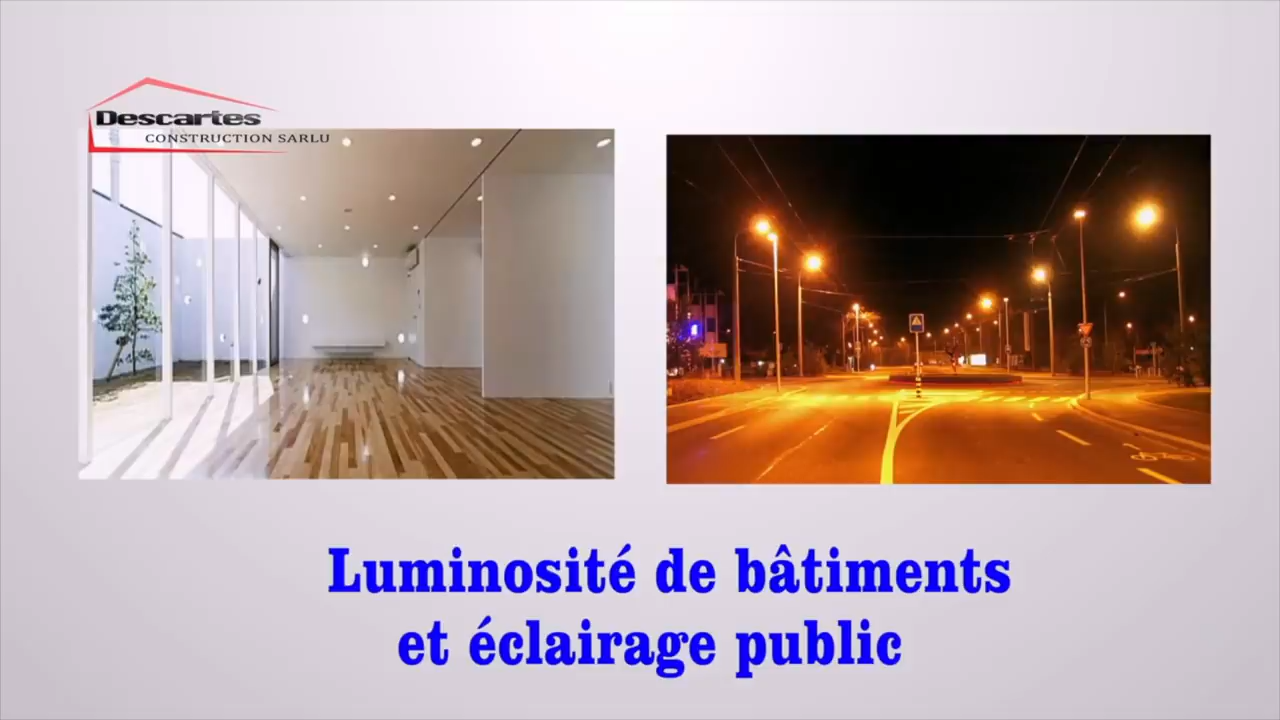 Descartes
CONSTRUCTION SARLU
Luminosité de bâtiments
et éclairage public